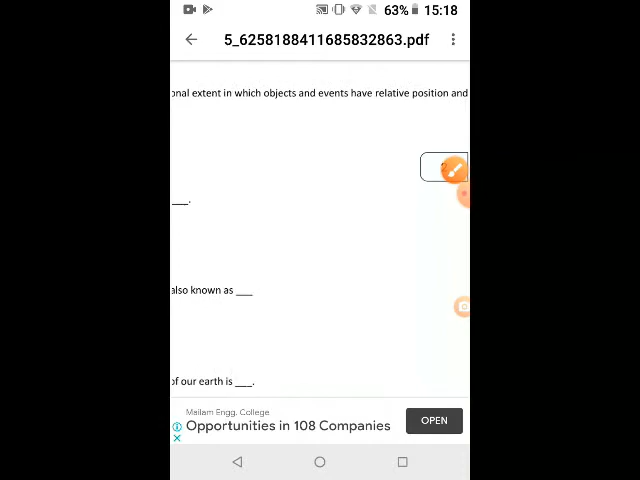 63% 15:18
5_6258188411685832863.pdf
onal extent in which objects and events have relative position and
___.
also known as ___
of our earth is ___.
Mailam Engg. College
Opportunities in 108 Companies
OPEN